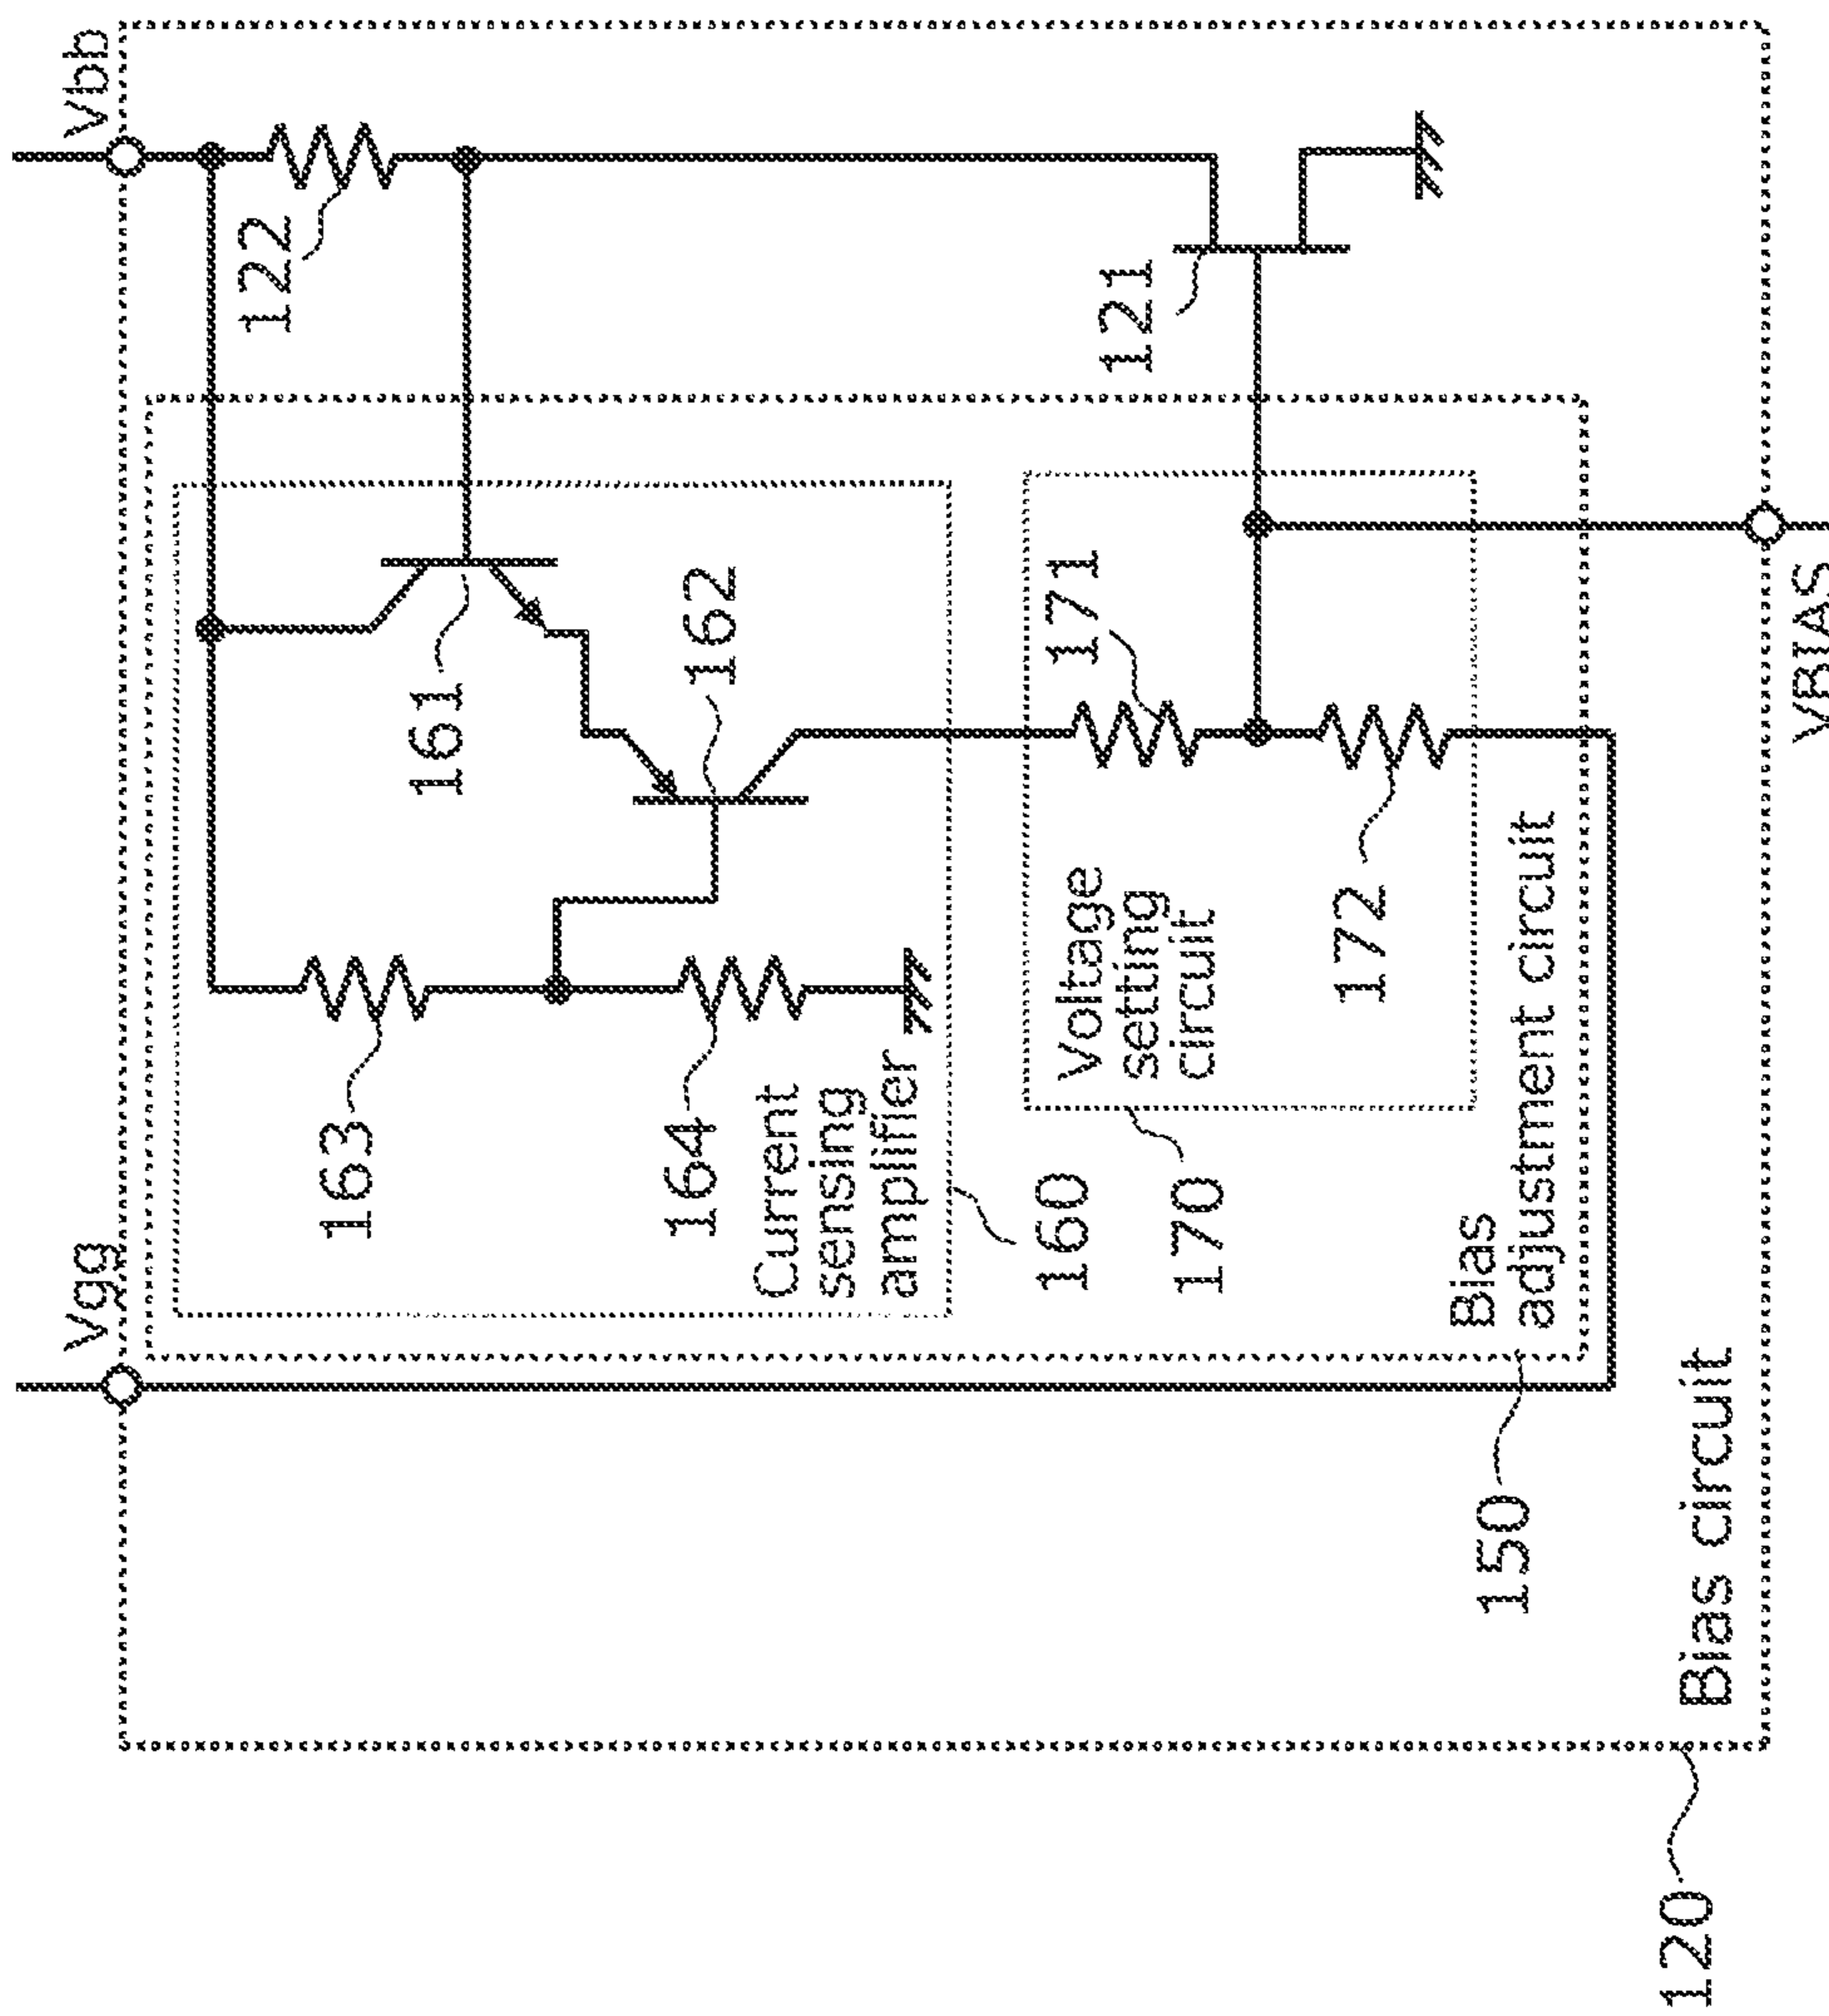 Vgg
Vbb
122
163
161
164
162
Current
sensing
amplifier
160
171
Voltage
setting
circuit
121
170
172
Bias
adjustment circuit
150
120
Bias circuit
VBIAS